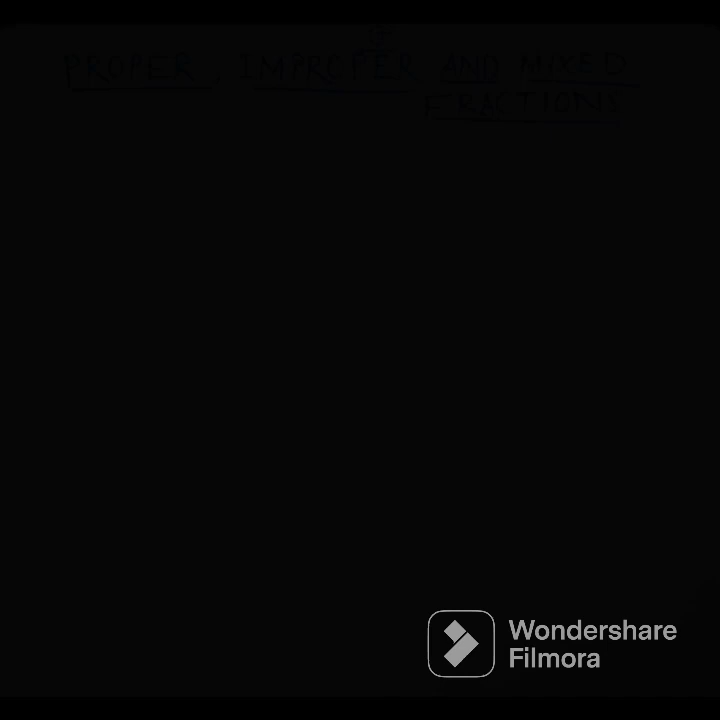 PROPER, IMPROPER AND MIXED
FRACTIONS
Wondershare
Filmora